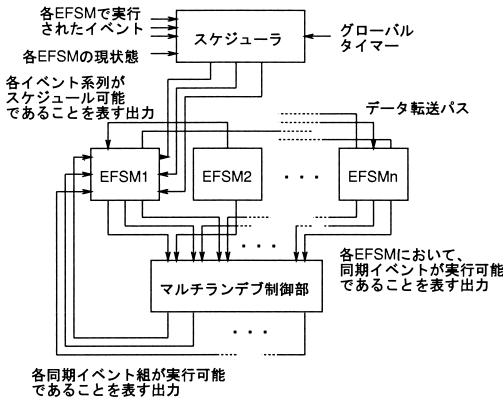 各EFSMで実行
されたイベント
スケジューラ
グローバル
タイマー
各EFSMの現状態
各イベント系列が
スケジュール可能
であることを表す出力
データ転送パス
EFSM1
EFSM2
・・・
EFSMn
・・・
各EFSMにおいて、
同期イベントが実行可能
であることを表す出力
マルチランデブ制御部
・・・
各同期イベント組が実行可能
であることを表す出力